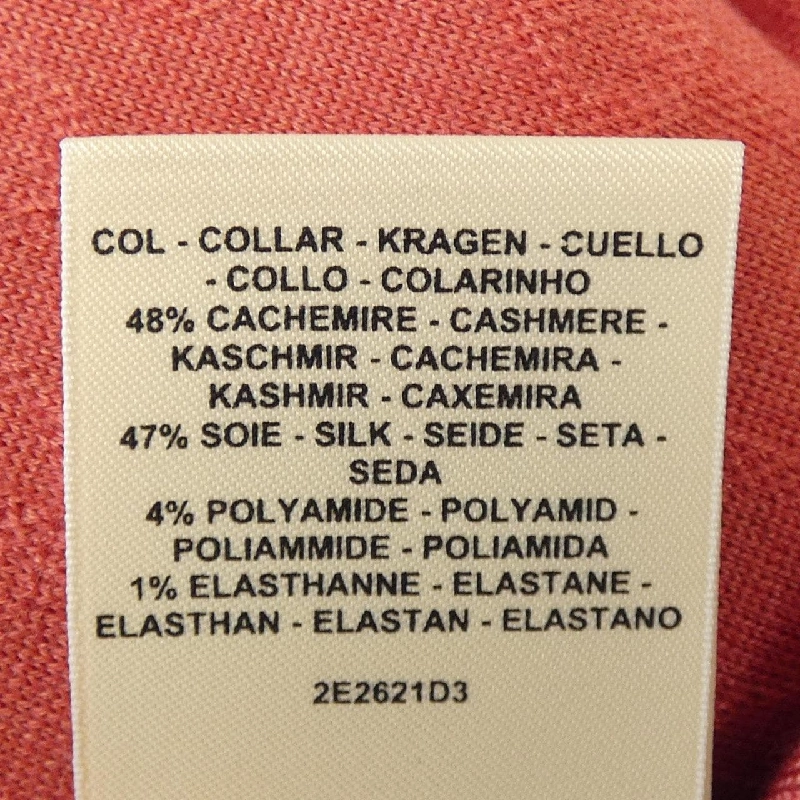 COL - COLLAR - KRAGEN - CUELLO
- COLLO - COLARINHO
48% CACHEMIRE - CASHMERE -
KASCHMIR - CACHEMIRA -
KASHMIR - CAXEMIRA
47% SOIE - SILK - SEIDE - SETA -
SEDA
4% POLYAMIDE - POLYAMID -
POLIAMMIDE - POLIAMIDA
1% ELASTHANNE - ELASTANE -
ELASTHAN - ELASTAN - ELASTANO
2E2621D3